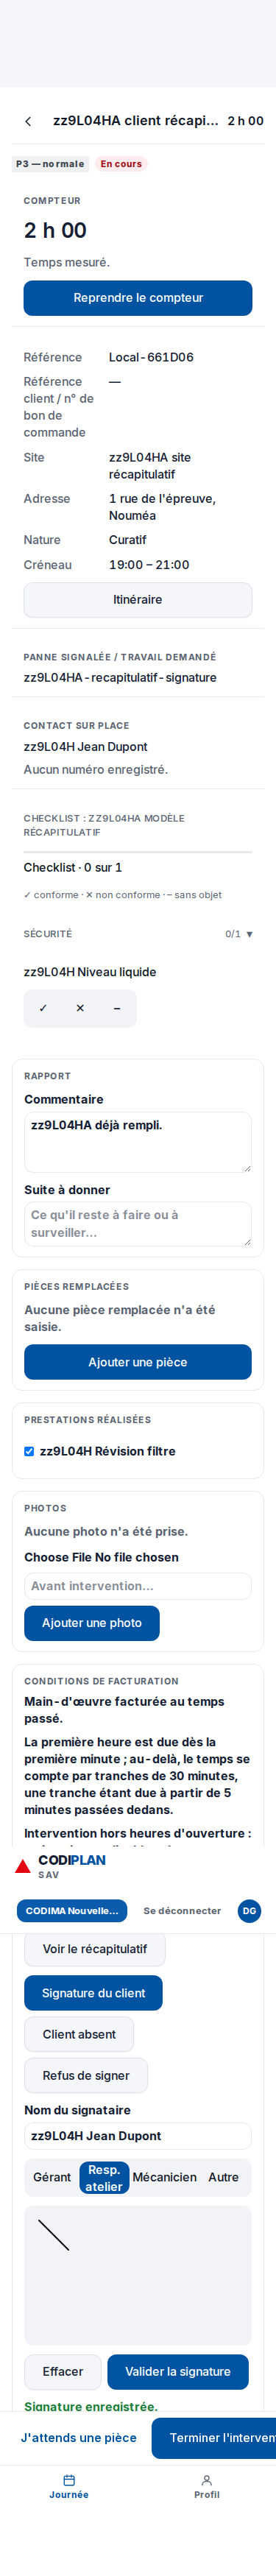 zz9L04HA client récapi... 2 h 00
P3 — normale En cours
COMPTEUR
2 h 00
Temps mesuré.
Reprendre le compteur
Référence Local-661D06
Référence client / n° de bon de commande —
Site zz9L04HA site récapitulatif
Adresse 1 rue de l'épreuve, Nouméa
Nature Curatif
Créneau 19:00 – 21:00
Itinéraire
PANNE SIGNALÉE / TRAVAIL DEMANDÉ
zz9L04HA-recapitulatif-signature
CONTACT SUR PLACE
zz9L04H Jean Dupont
Aucun numéro enregistré.
CHECKLIST : ZZ9L04HA MODÈLE
RÉCAPITULATIF
Checklist · 0 sur 1
✓ conforme · ✕ non conforme · – sans objet
SÉCURITÉ 0/1 ▾
zz9L04H Niveau liquide
✓ ✕ –
RAPPORT
Commentaire
zz9L04HA déjà rempli.
Suite à donner
Ce qu'il reste à faire ou à
surveiller…
PIÈCES REMPLACÉES
Aucune pièce remplacée n'a été
saisie.
Ajouter une pièce
PRESTATIONS RÉALISÉES
zz9L04H Révision filtre
PHOTOS
Aucune photo n'a été prise.
Choose File No file chosen
Avant intervention…
Ajouter une photo
CONDITIONS DE FACTURATION
Main-d'œuvre facturée au temps
passé.
La première heure est due dès la
première minute ; au-delà, le temps se
compte par tranches de 30 minutes,
une tranche étant due à partir de 5
minutes passées dedans.
Intervention hors heures d'ouverture :
CODIPLAN
SAV
CODIMA Nouvelle... Se déconnecter DG
Voir le récapitulatif
Signature du client
Client absent
Refus de signer
Nom du signataire
zz9L04H Jean Dupont
Gérant Resp. atelier Mécanicien Autre
Effacer Valider la signature
Signature enregistrée.
J'attends une pièce Terminer l'interven
Journée Profil